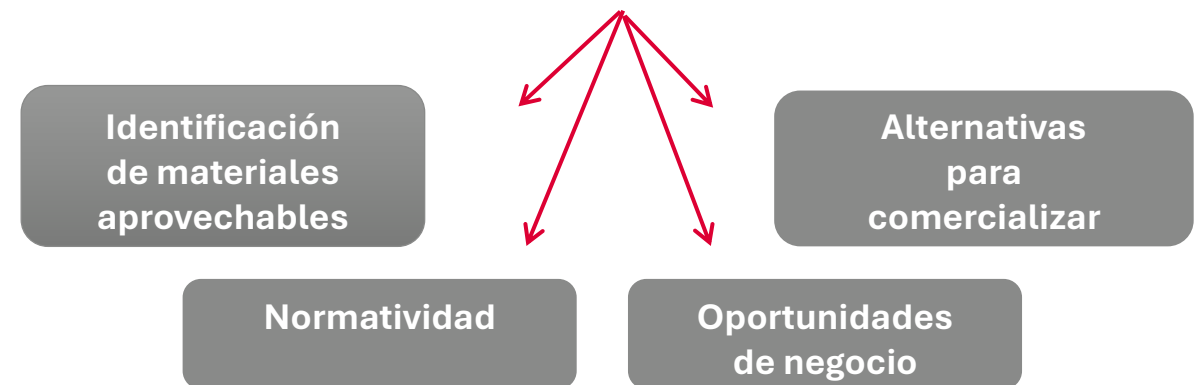 Identificación
de materiales
aprovechables
Alternativas
para
comercializar
Normatividad
Oportunidades
de negocio